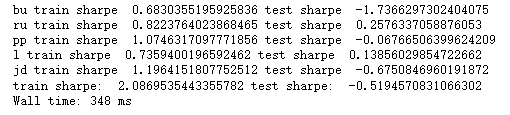 bu train sharpe 0.6830355195925836 test sharpe -1.7366297302404075
ru train sharpe 0.8223764023868465 test sharpe 0.2576337058876053
pp train sharpe 1.0746317097771856 test sharpe -0.06766506399624209
l train sharpe 0.7359400196592462 test sharpe 0.13856029854722662
jd train sharpe 1.1964151807752512 test sharpe -0.6750846960191872
train sharpe: 2.0869535443355782 test sharpe: -0.5194570831066302
Wall time: 348 ms